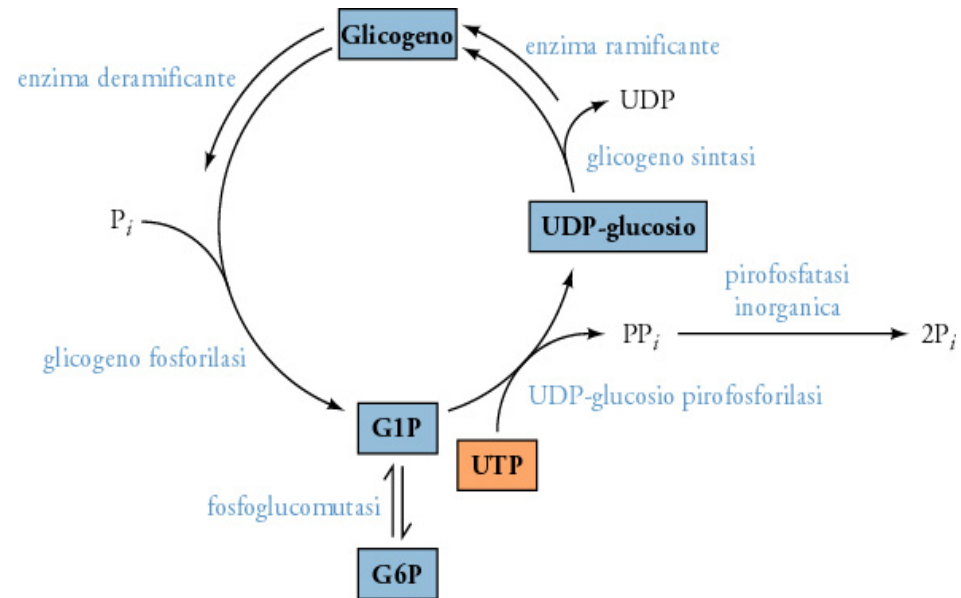 Glicogeno
enzima ramificante
enzima deramificante
UDP
glicogeno sintasi
P𝑖
UDP-glucosio
pirofosfatasi
inorganica
PP𝑖
2P𝑖
glicogeno fosforilasi
UDP-glucosio pirofosforilasi
G1P
UTP
fosfoglucomutasi
G6P